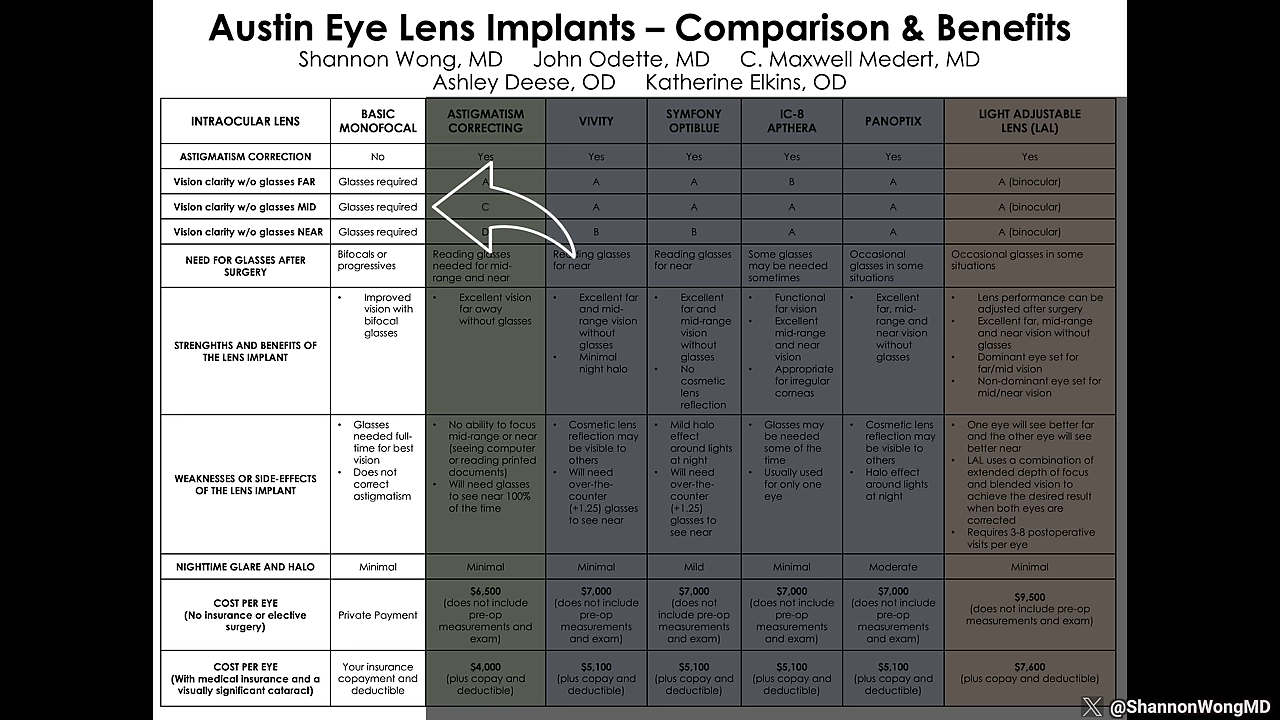 Austin Eye Lens Implants – Comparison & Benefits
Shannon Wong, MD John Odette, MD C. Maxwell Medert, MD
Ashley Deese, OD Katherine Elkins, OD
INTRAOCULAR LENS
BASIC
MONOFOCAL
ASTIGMATISM
CORRECTING
VIVITY
SYMFONY
OPTIBLUE
IC-8
APTHERA
PANOPTIX
LIGHT ADJUSTABLE
LENS (LAL)
ASTIGMATISM CORRECTION
No
Yes
Yes
Yes
Yes
Yes
Yes
Vision clarity w/o glasses FAR
Glasses required
A
A
A
B
A
A (binocular)
Vision clarity w/o glasses MID
Glasses required
C
A
A
A
A
A (binocular)
Vision clarity w/o glasses NEAR
Glasses required
D
B
B
A
A
A (binocular)
NEED FOR GLASSES AFTER
SURGERY
Bifocals or
progressives
Reading glasses
needed for mid-
range and near
Reading glasses
for near
Reading glasses
for near
Some glasses
may be needed
sometimes
Occasional
glasses in some
situations
Occasional glasses in some
situations
STRENGHTHS AND BENEFITS OF
THE LENS IMPLANT
• Improved
vision with
bifocal
glasses
• Excellent vision
far away
without glasses
• Excellent far
and mid-
range vision
without
glasses
• Minimal
night halo
• Excellent
far and
mid-range
vision
without
glasses
• No
cosmetic
lens
reflection
• Functional
far vision
• Excellent
mid-range
and near
vision
• Appropriate
for irregular
corneas
• Excellent
far, mid-
range and
near vision
without
glasses
• Lens performance can be
adjusted after surgery
• Excellent far, mid-range
and near vision without
glasses
• Dominant eye set for
far/mid vision
• Non-dominant eye set for
mid/near vision
WEAKNESSES OR SIDE-EFFECTS
OF THE LENS IMPLANT
• Glasses
needed full-
time for best
vision
• Does not
correct
astigmatism
• No ability to focus
mid-range or near
(seeing computer
or reading printed
documents)
• Will need glasses
to see near 100%
of the time
• Cosmetic lens
reflection may
be visible to
others
• Will need
over-the-
counter
(+1.25) glasses
to see near
• Mild halo
effect
around lights
at night
• Will need
over-the-
counter
(+1.25)
glasses to
see near
• Glasses may
be needed
some of the
time
• Usually used
for only one
eye
• Cosmetic lens
reflection may
be visible to
others
• Halo effect
around lights
at night
• One eye will see better far
and the other eye will see
better near
• LAL uses a combination of
extended depth of focus
and blended vision to
achieve the desired result
when both eyes are
corrected
• Requires 3-8 postoperative
visits per eye
NIGHTTIME GLARE AND HALO
Minimal
Minimal
Minimal
Mild
Minimal
Moderate
Minimal
COST PER EYE
(No insurance or elective
surgery)
Private Payment
$6,500
(does not include
pre-op
measurements and
exam)
$7,000
(does not include
pre-op
measurements
and exam)
$7,000
(does not
include pre-op
measurements
and exam)
$7,000
(does not include
pre-op
measurements
and exam)
$7,000
(does not include
pre-op
measurements
and exam)
$9,500
(does not include pre-op
measurements and exam)
COST PER EYE
(With medical insurance and a
visually significant cataract)
Your insurance
copayment and
deductible
$4,000
(plus copay and
deductible)
$5,100
(plus copay and
deductible)
$5,100
(plus copay and
deductible)
$5,100
(plus copay and
deductible)
$5,100
(plus copay and
deductible)
$7,600
(plus copay and
deductible)
@ShannonWongMD